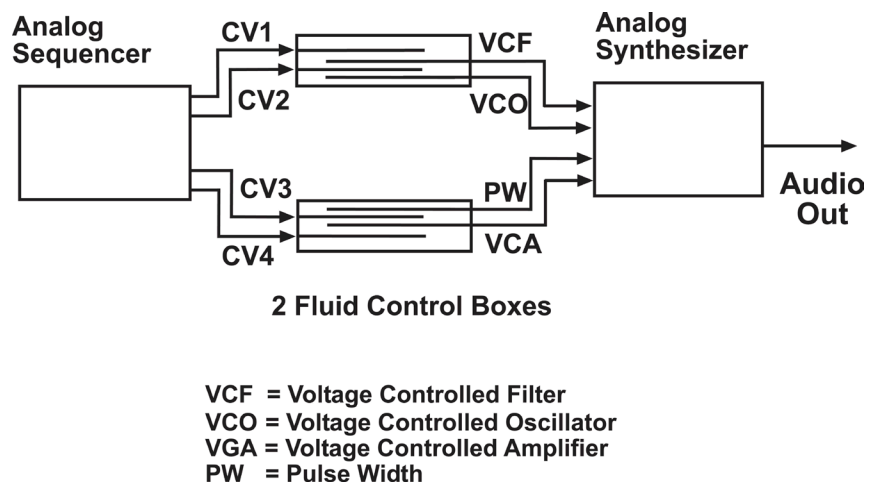 Analog
Sequencer
CV1
CV2
CV3
CV4
VCF
VCO
PW
VCA
Analog
Synthesizer
Audio
Out
2 Fluid Control Boxes
VCF = Voltage Controlled Filter
VCO = Voltage Controlled Oscillator
VGA = Voltage Controlled Amplifier
PW = Pulse Width